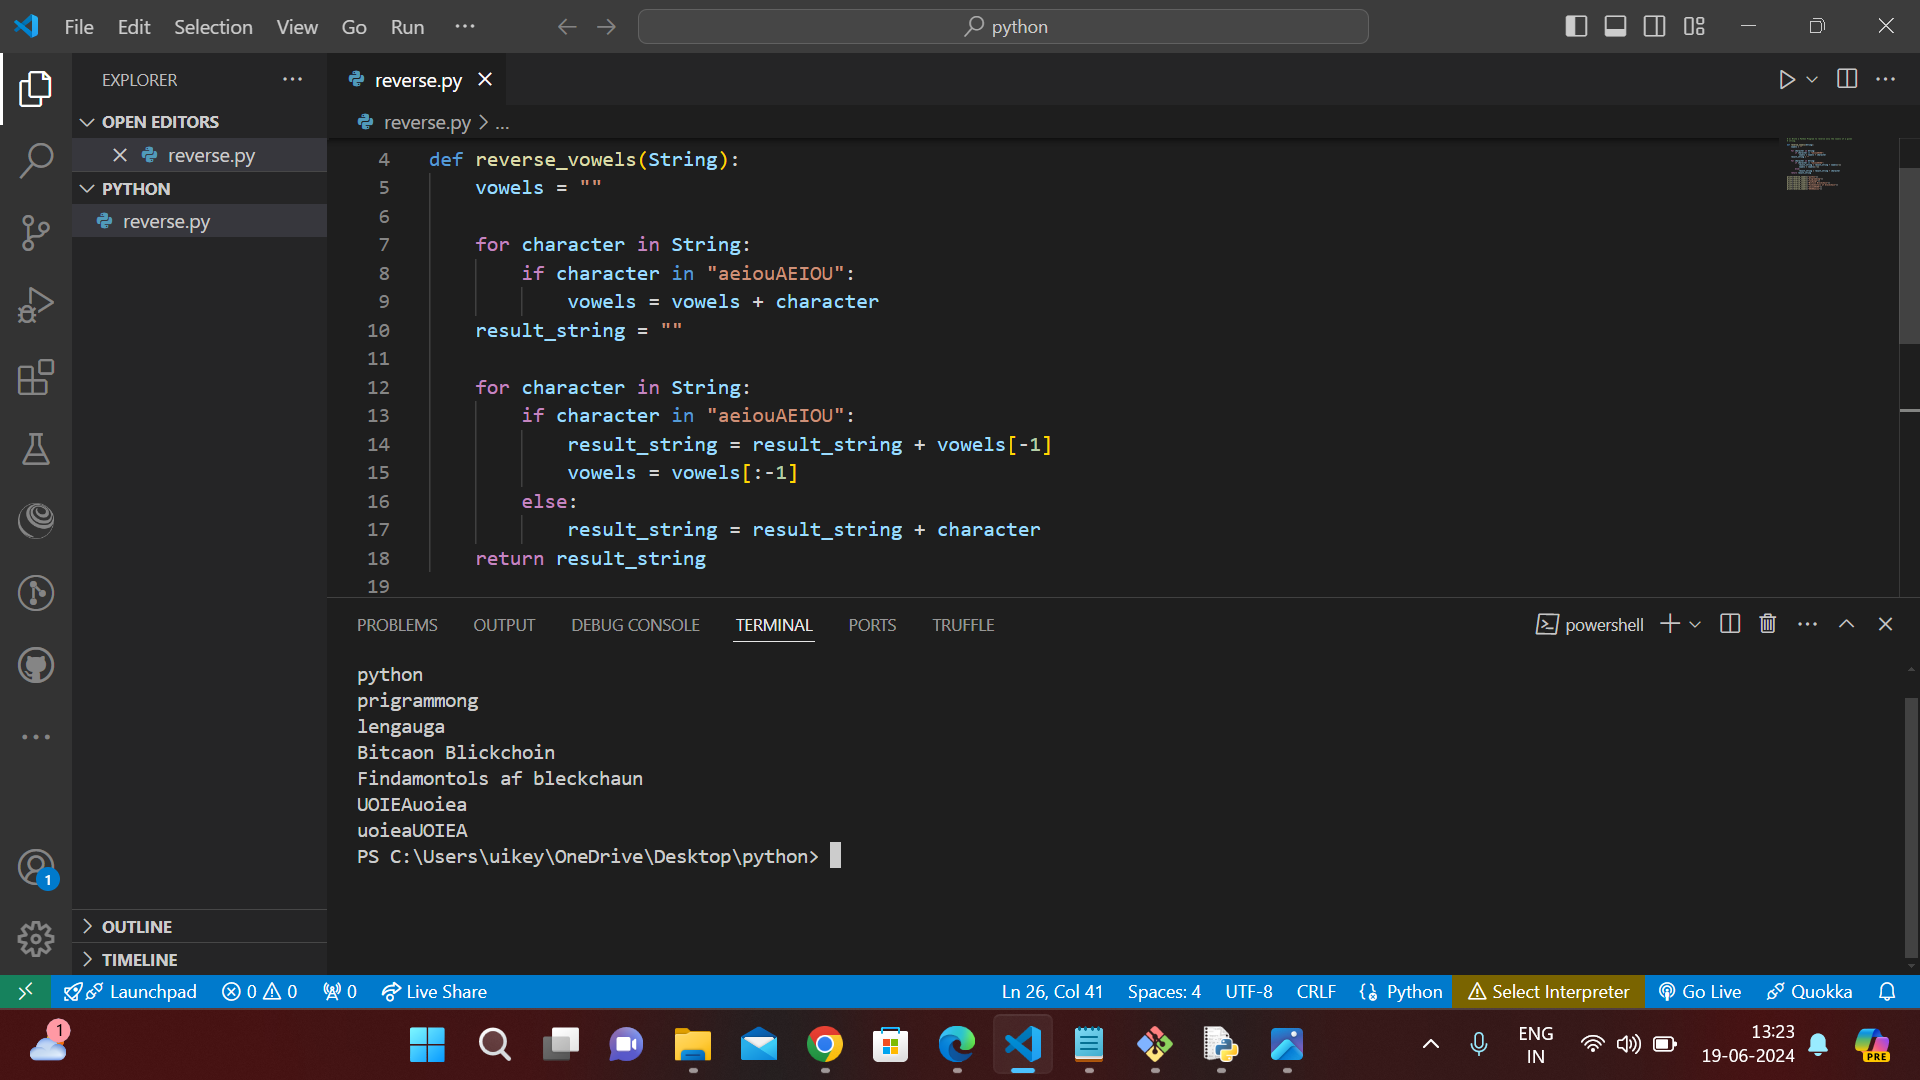 File Edit Selection View Go Run ···
python
EXPLORER
OPEN EDITORS
reverse.py
PYTHON
reverse.py
OUTLINE
TIMELINE
reverse.py
reverse.py > ...
4 def reverse_vowels(String):
5 vowels = ""
6
7 for character in String:
8 if character in "aeiouAEIOU":
9 vowels = vowels + character
10 result_string = ""
11
12 for character in String:
13 if character in "aeiouAEIOU":
14 result_string = result_string + vowels[-1]
15 vowels = vowels[:-1]
16 else:
17 result_string = result_string + character
18 return result_string
19
PROBLEMS OUTPUT DEBUG CONSOLE TERMINAL PORTS TRUFFLE
powershell
python
prigrammong
lengauga
Bitcaon Blickchoin
Findamontols af bleckchaun
UOIEAuoiea
uoieaUOIEA
PS C:\Users\uikey\OneDrive\Desktop\python>
1
Launchpad 0 0 0 Live Share
Ln 26, Col 41 Spaces: 4 UTF-8 CRLF Python Select Interpreter Go Live Quokka
1
ENG
IN
13:23
19-06-2024
PRE